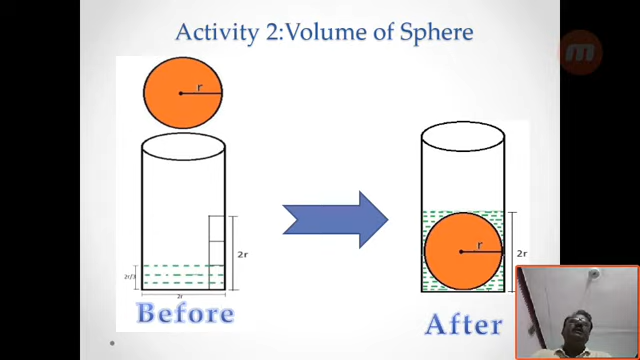 Activity 2:Volume of Sphere
r
2r
2r/3
2r
Before
r
2r
After